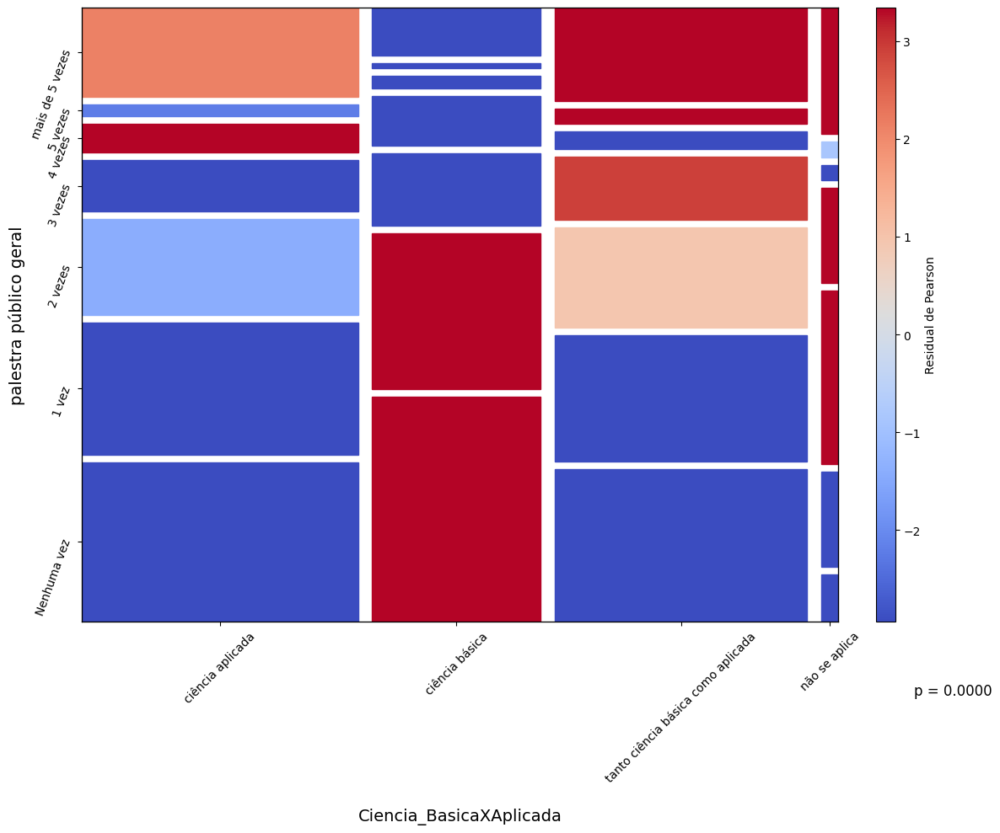 palestra público geral
mais de 5 vezes
5 vezes
4 vezes
3 vezes
2 vezes
1 vez
Nenhuma vez
ciência aplicada
ciência básica
tanto ciência básica como aplicada
não se aplica
Ciencia_BasicaXAplicada
3
2
1
0
−1
−2
Residual de Pearson
p = 0.0000